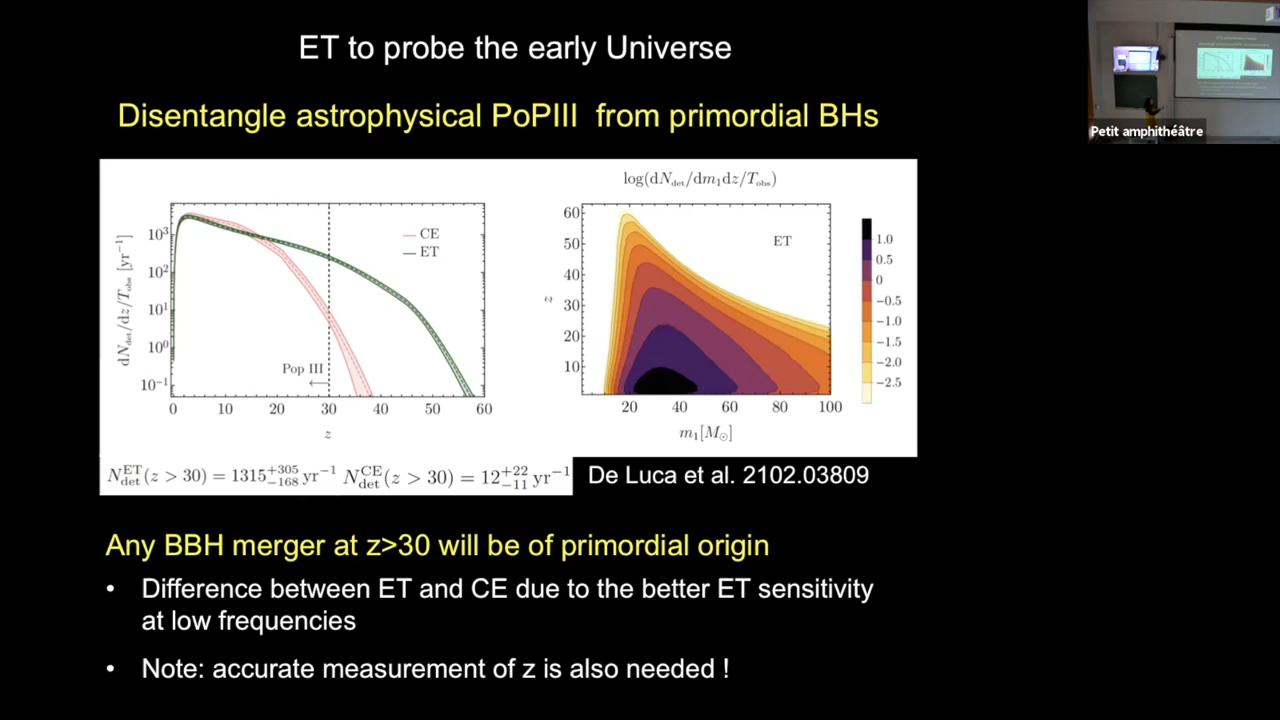 ET to probe the early Universe
Disentangle astrophysical PoPIII from primordial BHs
Petit amphithéâtre
dN_det/dz/T_obs [yr⁻¹]
10³
10²
10¹
10⁰
10⁻¹
CE
ET
Pop III
←
0 10 20 30 40 50 60
z
log(dN_det/dm₁dz/T_obs)
z
60
50
40
30
20
10
ET
20 40 60 80 100
m₁[M_⊙]
1.0
0.5
0
−0.5
−1.0
−1.5
−2.0
−2.5
N_det^ET(z > 30) = 1315^{+305}_{−168} yr⁻¹ N_det^CE(z > 30) = 12^{+22}_{−11} yr⁻¹
De Luca et al. 2102.03809
Any BBH merger at z>30 will be of primordial origin
• Difference between ET and CE due to the better ET sensitivity
at low frequencies
• Note: accurate measurement of z is also needed !